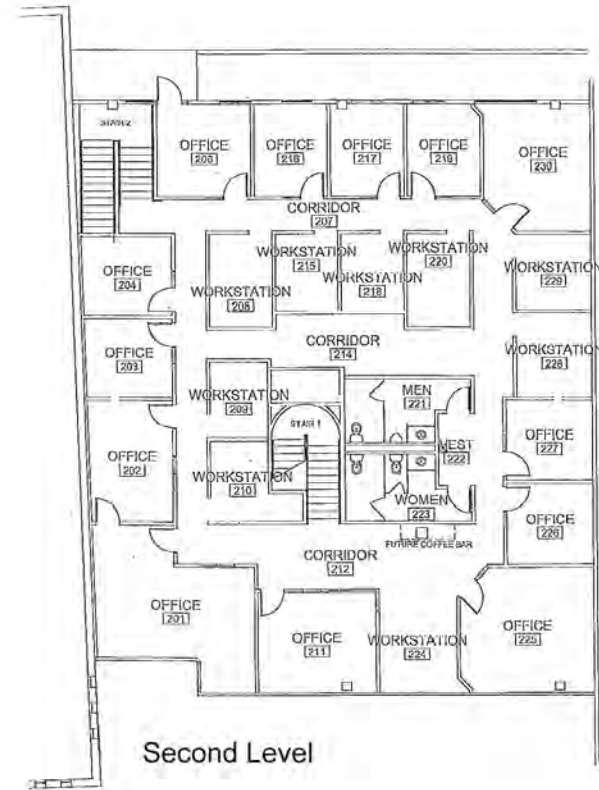 STAIR 2
OFFICE
206
OFFICE
216
OFFICE
217
OFFICE
219
OFFICE
230
CORRIDOR
207
WORKSTATION
215
WORKSTATION
220
OFFICE
204
WORKSTATION
208
WORKSTATION
218
WORKSTATION
229
OFFICE
203
CORRIDOR
214
WORKSTATION
228
WORKSTATION
209
MEN
221
STAIR 1
OFFICE
202
VEST
222
OFFICE
227
WORKSTATION
210
WOMEN
223
OFFICE
226
FUTURE COFFEE BAR
CORRIDOR
212
OFFICE
201
OFFICE
211
WORKSTATION
224
OFFICE
225
Second Level